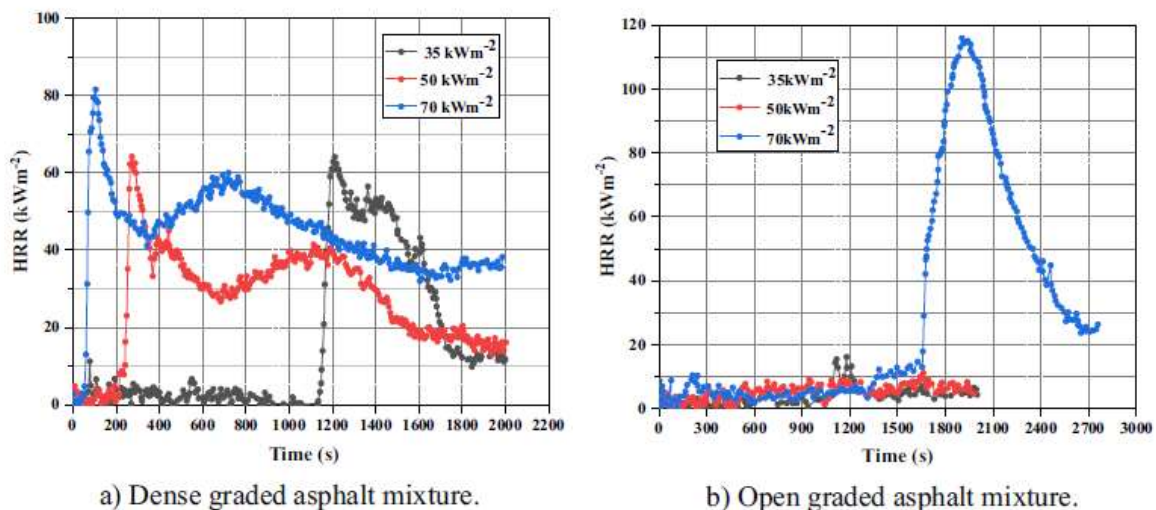 100
80
60
40
20
0
HRR (kWm⁻²)
35 kWm⁻²
50 kWm⁻²
70 kWm⁻²
0 200 400 600 800 1000 1200 1400 1600 1800 2000 2200
Time (s)
a) Dense graded asphalt mixture.
120
100
80
60
40
20
0
HRR (kWm⁻²)
35kWm⁻²
50kWm⁻²
70kWm⁻²
0 300 600 900 1200 1500 1800 2100 2400 2700 3000
Time (s)
b) Open graded asphalt mixture.